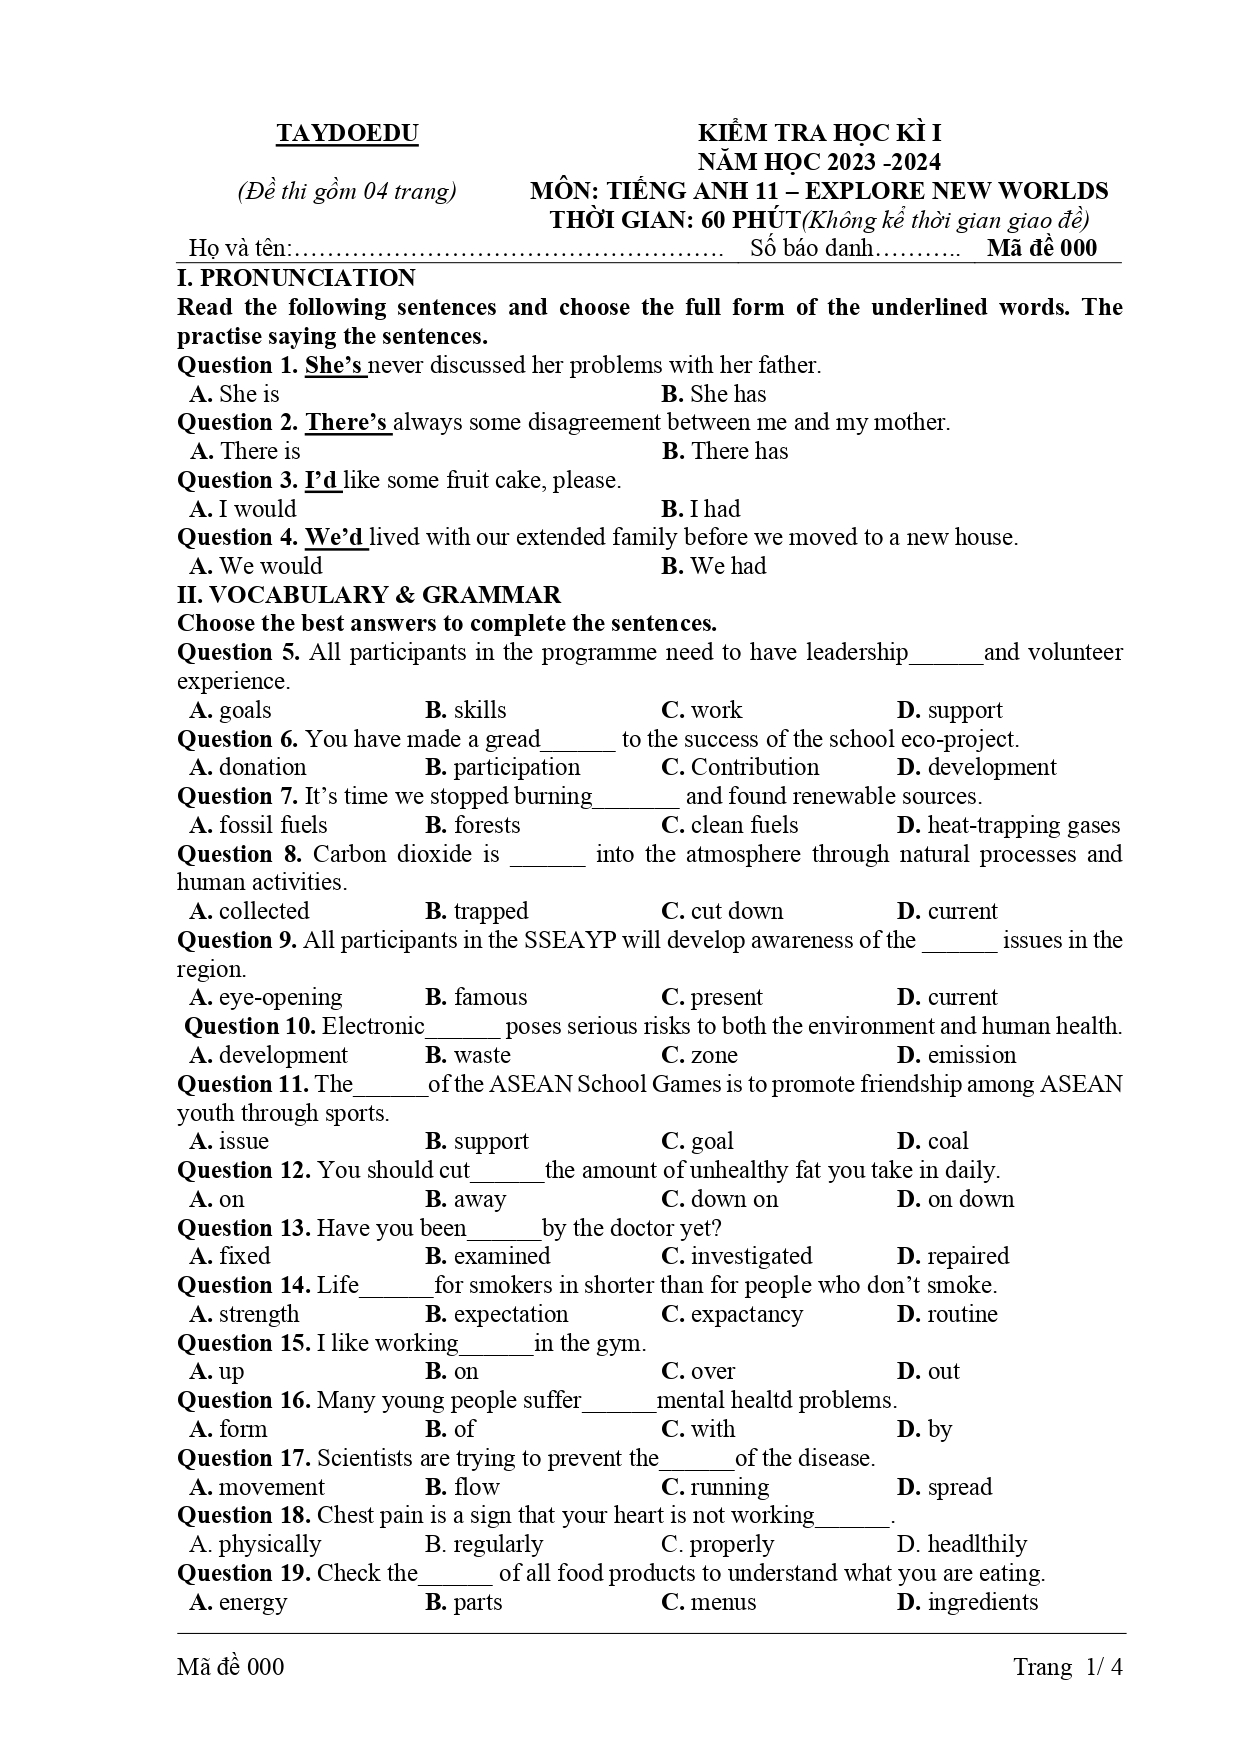 TAYDOEDU
KIỂM TRA HỌC KÌ I
NĂM HỌC 2023 -2024
(Đề thi gồm 04 trang)
MÔN: TIẾNG ANH 11 – EXPLORE NEW WORLDS
THỜI GIAN: 60 PHÚT(Không kể thời gian giao đề)
Họ và tên:……………………………………………. Số báo danh……….. Mã đề 000
I. PRONUNCIATION
Read the following sentences and choose the full form of the underlined words. The
practise saying the sentences.
Question 1. She’s never discussed her problems with her father.
A. She is B. She has
Question 2. There’s always some disagreement between me and my mother.
A. There is B. There has
Question 3. I’d like some fruit cake, please.
A. I would B. I had
Question 4. We’d lived with our extended family before we moved to a new house.
A. We would B. We had
II. VOCABULARY & GRAMMAR
Choose the best answers to complete the sentences.
Question 5. All participants in the programme need to have leadership______and volunteer
experience.
A. goals B. skills C. work D. support
Question 6. You have made a gread______ to the success of the school eco-project.
A. donation B. participation C. Contribution D. development
Question 7. It’s time we stopped burning_______ and found renewable sources.
A. fossil fuels B. forests C. clean fuels D. heat-trapping gases
Question 8. Carbon dioxide is ______ into the atmosphere through natural processes and
human activities.
A. collected B. trapped C. cut down D. current
Question 9. All participants in the SSEAYP will develop awareness of the ______ issues in the
region.
A. eye-opening B. famous C. present D. current
Question 10. Electronic______ poses serious risks to both the environment and human health.
A. development B. waste C. zone D. emission
Question 11. The______of the ASEAN School Games is to promote friendship among ASEAN
youth through sports.
A. issue B. support C. goal D. coal
Question 12. You should cut______the amount of unhealthy fat you take in daily.
A. on B. away C. down on D. on down
Question 13. Have you been______by the doctor yet?
A. fixed B. examined C. investigated D. repaired
Question 14. Life______for smokers in shorter than for people who don’t smoke.
A. strength B. expectation C. expactancy D. routine
Question 15. I like working______in the gym.
A. up B. on C. over D. out
Question 16. Many young people suffer______mental healtd problems.
A. form B. of C. with D. by
Question 17. Scientists are trying to prevent the______of the disease.
A. movement B. flow C. running D. spread
Question 18. Chest pain is a sign that your heart is not working______.
A. physically B. regularly C. properly D. headlthily
Question 19. Check the______ of all food products to understand what you are eating.
A. energy B. parts C. menus D. ingredients
Mã đề 000 Trang 1/ 4